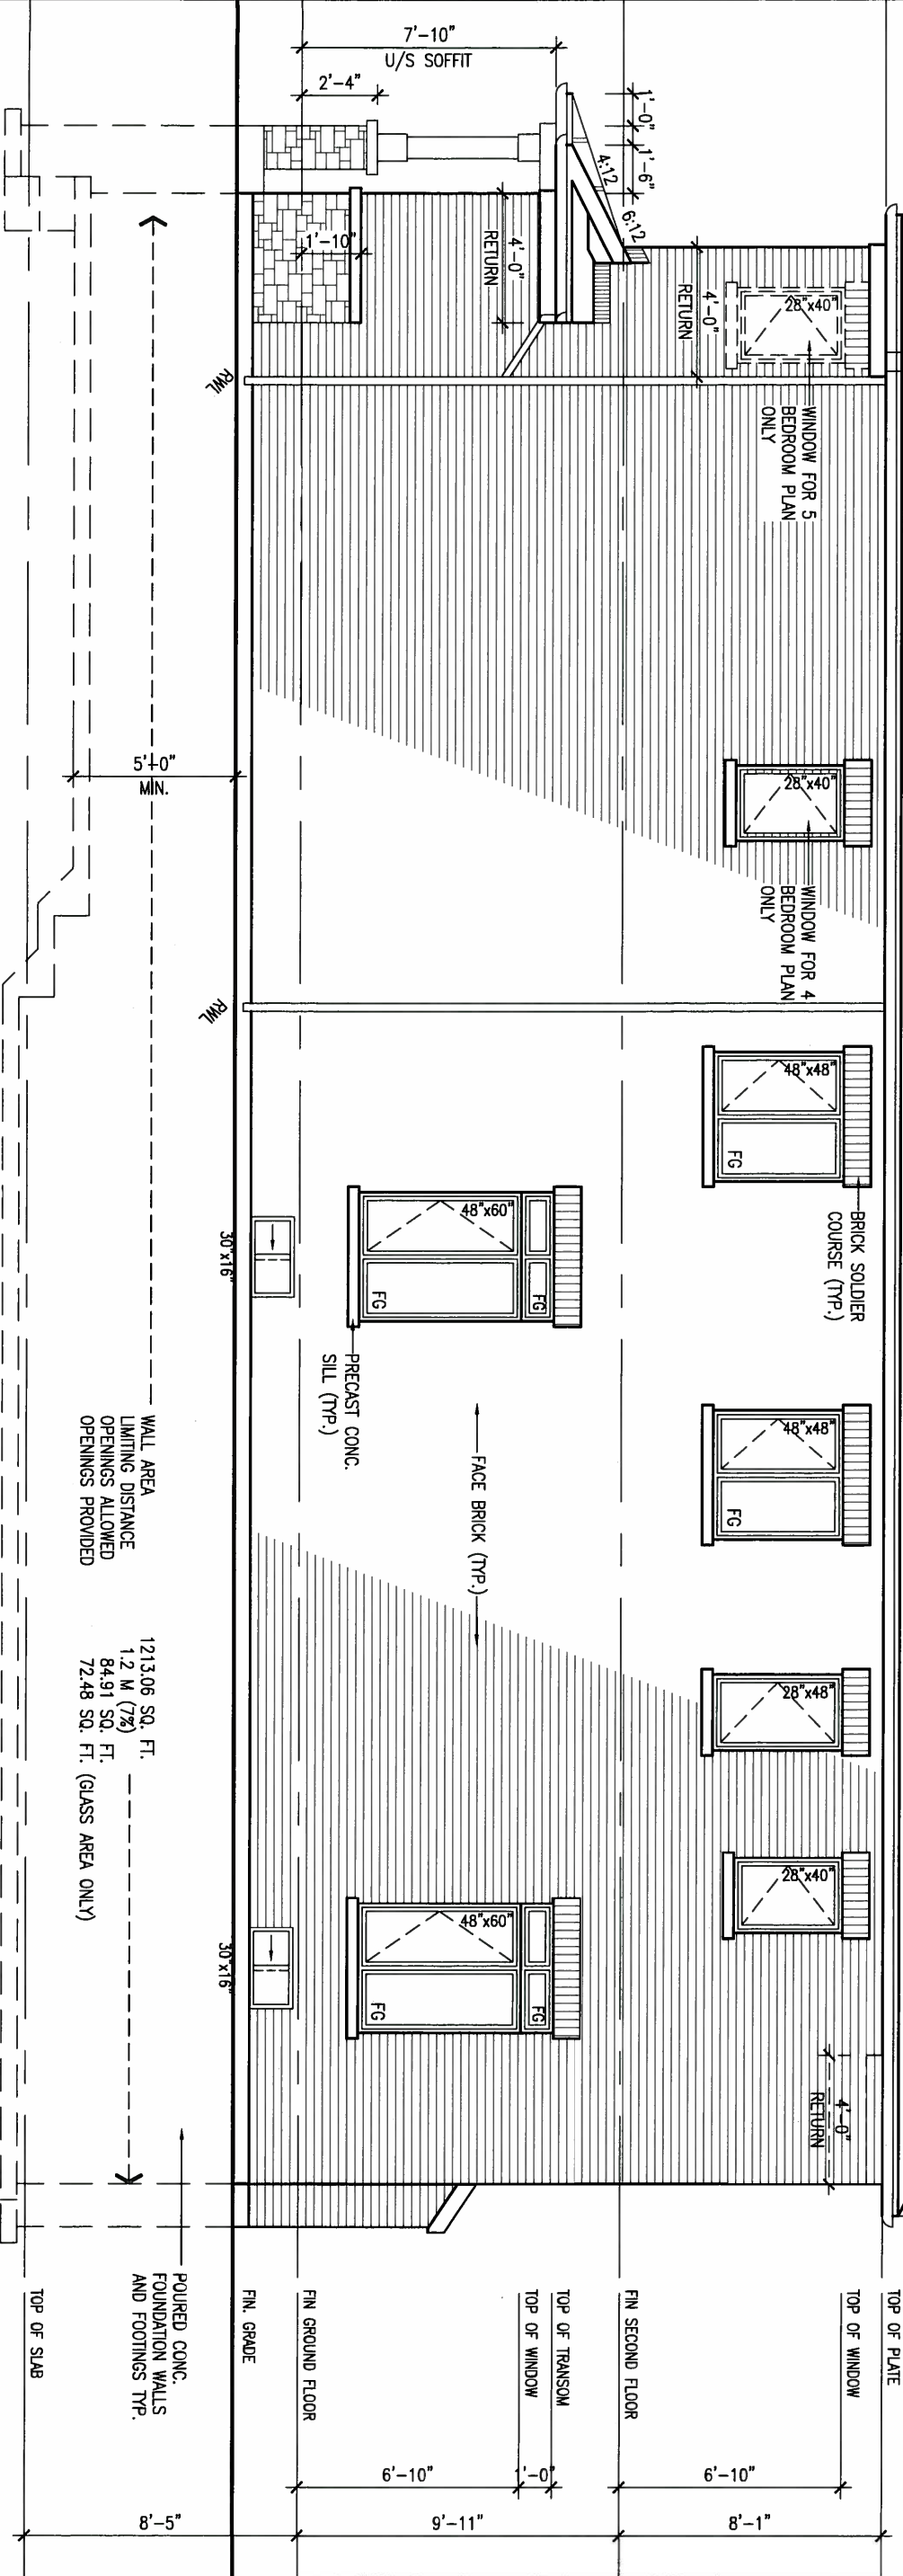 7'-10"
U/S SOFFIT
2'-4"
1'-0"
1'-6"
4:12
6:12
1'-10"
4'-0"
RETURN
4'-0"
RETURN
28"x40"
WINDOW FOR 5
BEDROOM PLAN
ONLY
RWL
5'-0"
MIN.
28"x40"
WINDOW FOR 4
BEDROOM PLAN
ONLY
RWL
48"x48"
FG
BRICK SOLDIER
COURSE (TYP.)
48"x60"
FG
FG
30"x16"
PRECAST CONC.
SILL (TYP.)
48"x48"
FG
FACE BRICK (TYP.)
28"x48"
28"x40"
48"x60"
FG
FG
30"x16"
4'-0"
RETURN
WALL AREA 1213.06 SQ. FT.
LIMITING DISTANCE 1.2 M (7%)
OPENINGS ALLOWED 84.91 SQ. FT.
OPENINGS PROVIDED 72.48 SQ. FT. (GLASS AREA ONLY)
POURED CONC.
FOUNDATION WALLS
AND FOOTINGS TYP.
TOP OF PLATE
TOP OF WINDOW
FIN SECOND FLOOR
TOP OF TRANSOM
TOP OF WINDOW
FIN GROUND FLOOR
FIN. GRADE
TOP OF SLAB
6'-10"
1'-0"
6'-10"
8'-5"
9'-11"
8'-1"